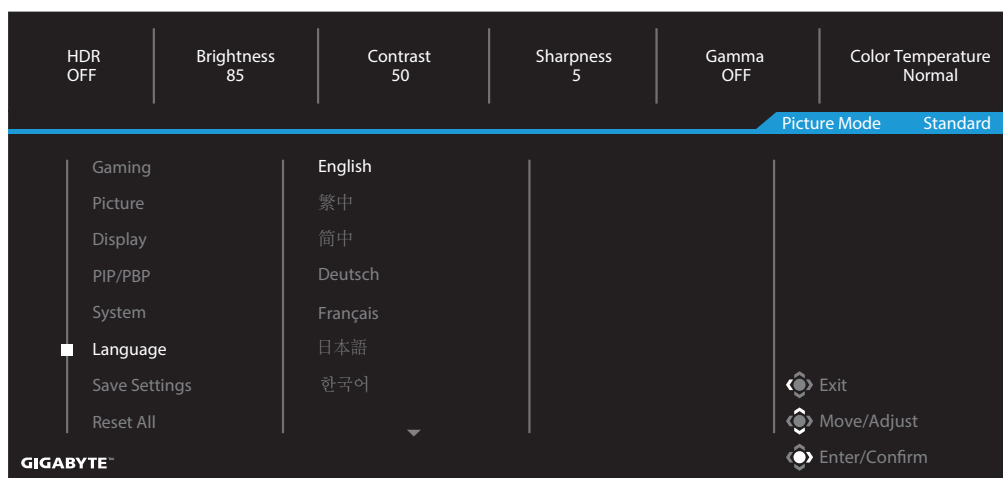 HDR
OFF
Brightness
85
Contrast
50
Sharpness
5
Gamma
OFF
Color Temperature
Normal
Picture Mode Standard
Gaming
Picture
Display
PIP/PBP
System
Language
Save Settings
Reset All
English
繁中
简中
Deutsch
Français
日本語
한국어
Exit
Move/Adjust
Enter/Confirm
GIGABYTE™